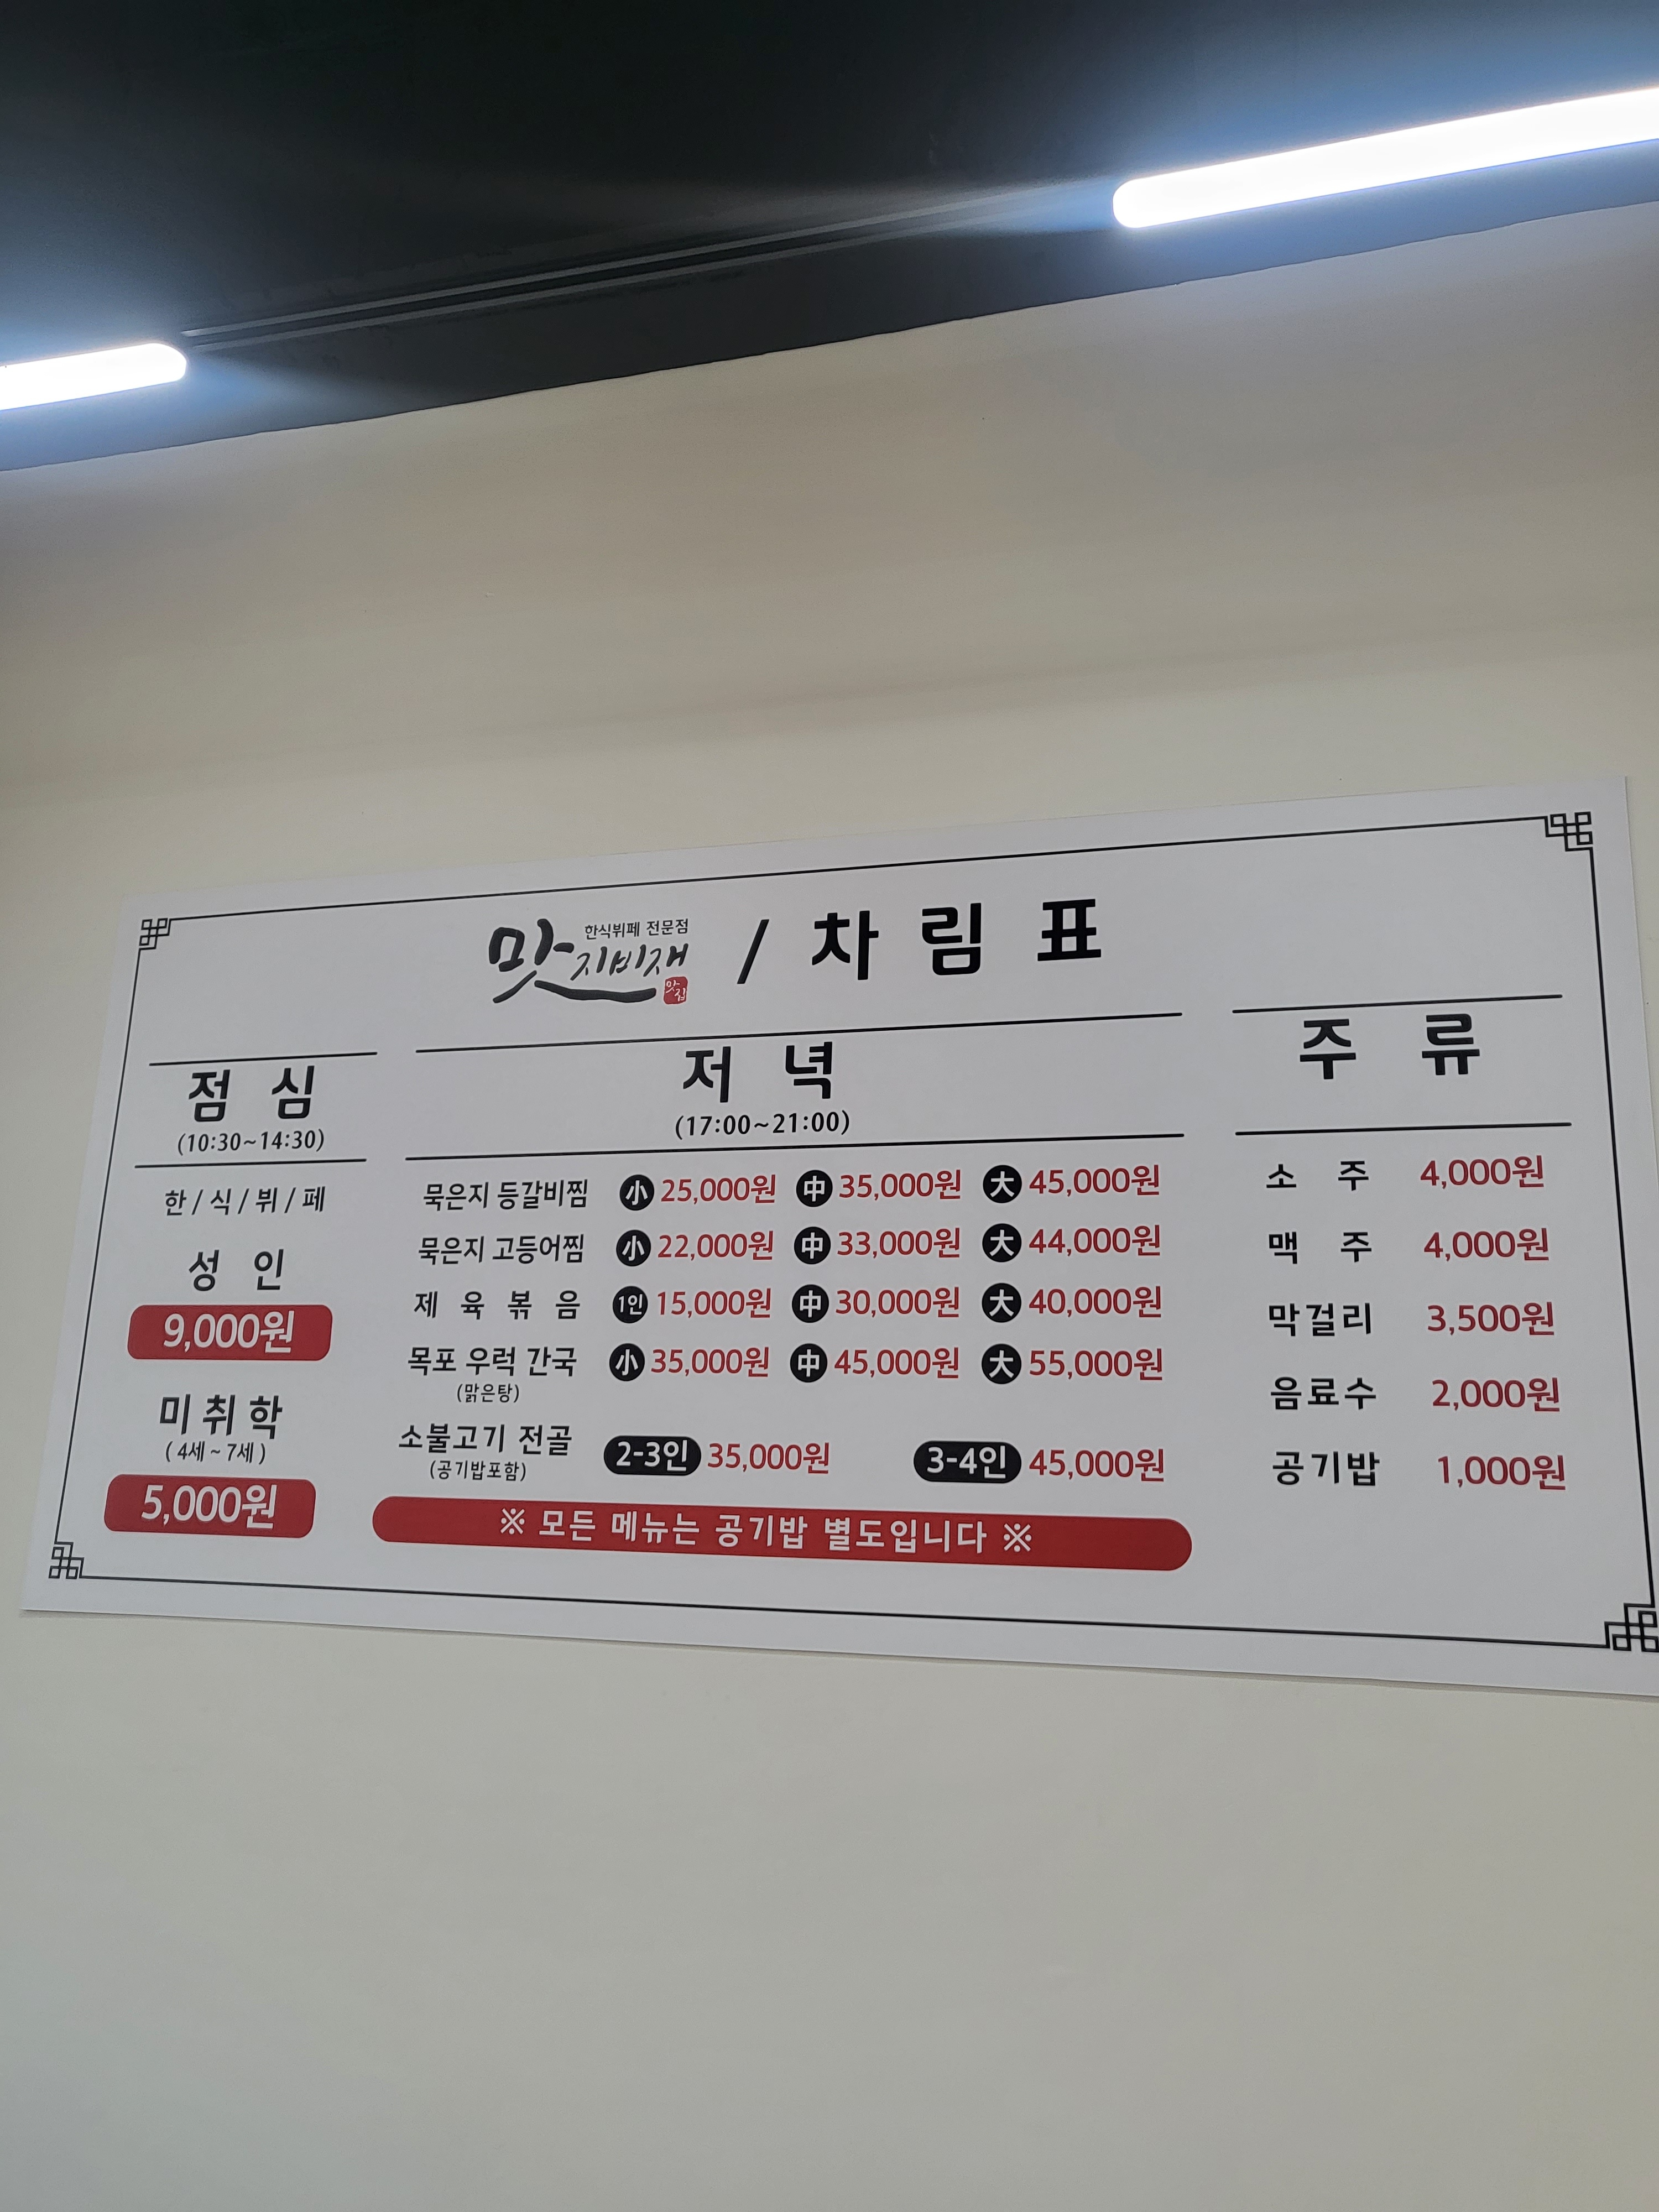 한식뷔페 전문점
맛지비재 / 차림표
맛집
점심
(10:30~14:30)
한/식/뷔/페
성인
9,000원
미취학
(4세~7세)
5,000원
저녁
(17:00~21:00)
묵은지 등갈비찜 小 25,000원 中 35,000원 大 45,000원
묵은지 고등어찜 小 22,000원 中 33,000원 大 44,000원
제육볶음 1인 15,000원 中 30,000원 大 40,000원
목포 우럭 간국 小 35,000원 中 45,000원 大 55,000원
(맑은탕)
소불고기 전골 2-3인 35,000원 3-4인 45,000원
(공기밥포함)
※ 모든 메뉴는 공기밥 별도입니다 ※
주류
소주 4,000원
맥주 4,000원
막걸리 3,500원
음료수 2,000원
공기밥 1,000원